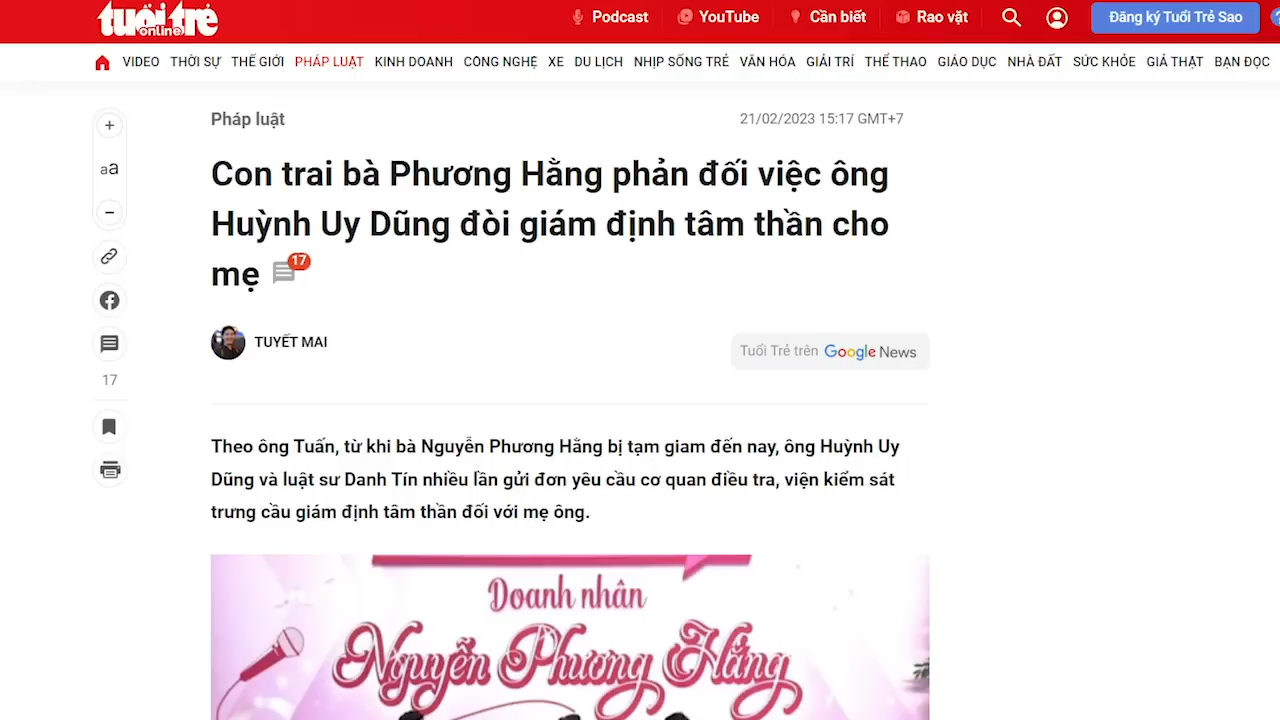 tuổi trẻ online
Podcast YouTube Cần biết Rao vặt Đăng ký Tuổi Trẻ Sao
VIDEO THỜI SỰ THẾ GIỚI PHÁP LUẬT KINH DOANH CÔNG NGHỆ XE DU LỊCH NHỊP SỐNG TRẺ VĂN HÓA GIẢI TRÍ THỂ THAO GIÁO DỤC NHÀ ĐẤT SỨC KHỎE GIẢ THẬT BẠN ĐỌC
Pháp luật 21/02/2023 15:17 GMT+7
+
aa
−
Con trai bà Phương Hằng phản đối việc ông
Huỳnh Uy Dũng đòi giám định tâm thần cho
mẹ 17
TUYẾT MAI
Tuổi Trẻ trên Google News
17
Theo ông Tuấn, từ khi bà Nguyễn Phương Hằng bị tạm giam đến nay, ông Huỳnh Uy
Dũng và luật sư Danh Tín nhiều lần gửi đơn yêu cầu cơ quan điều tra, viện kiểm sát
trưng cầu giám định tâm thần đối với mẹ ông.
Doanh nhân
Nguyễn Phương Hằng